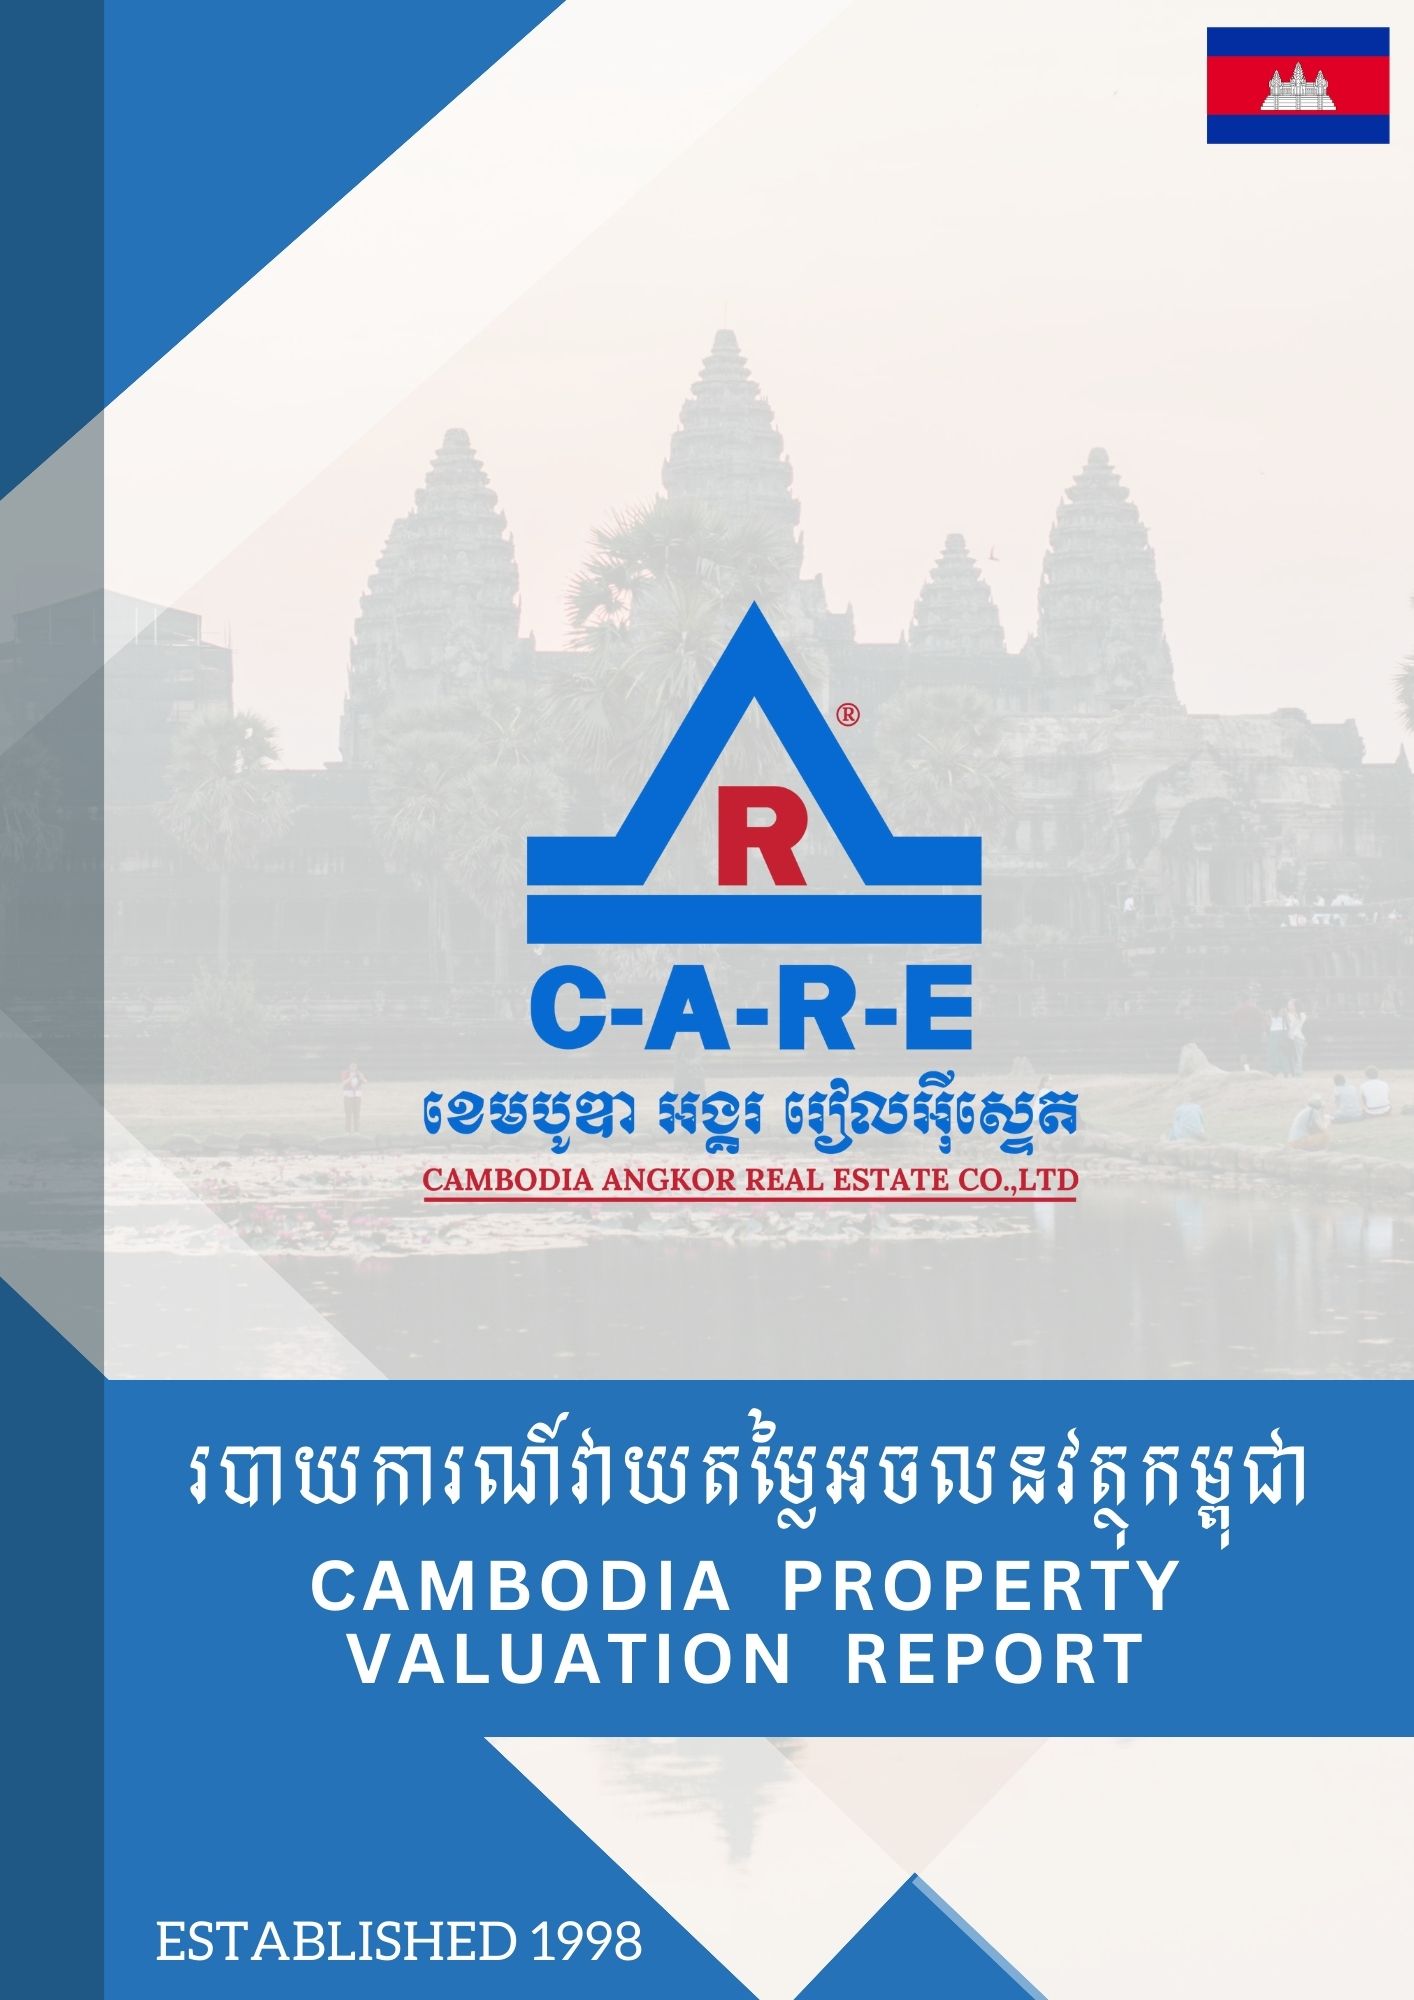 R
®
C-A-R-E
ខេមបូឌា អង្គរ រៀលអ៊ីស្ទេត
CAMBODIA ANGKOR REAL ESTATE CO.,LTD
របាយការណ៍វាយតម្លៃអចលនវត្ថុកម្ពុជា
CAMBODIA PROPERTY
VALUATION REPORT
ESTABLISHED 1998